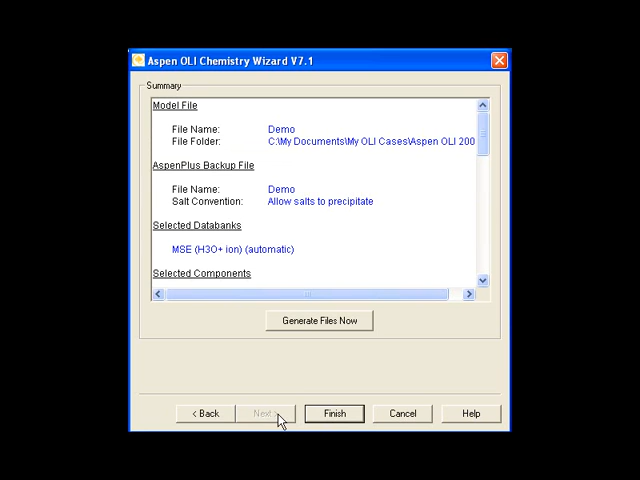 Aspen OLI Chemistry Wizard V7.1
Summary
Model File
File Name: Demo
File Folder: C:\My Documents\My OLI Cases\Aspen OLI 200
AspenPlus Backup File
File Name: Demo
Salt Convention: Allow salts to precipitate
Selected Databanks
MSE (H3O+ ion) (automatic)
Selected Components
Generate Files Now
< Back Next > Finish Cancel Help